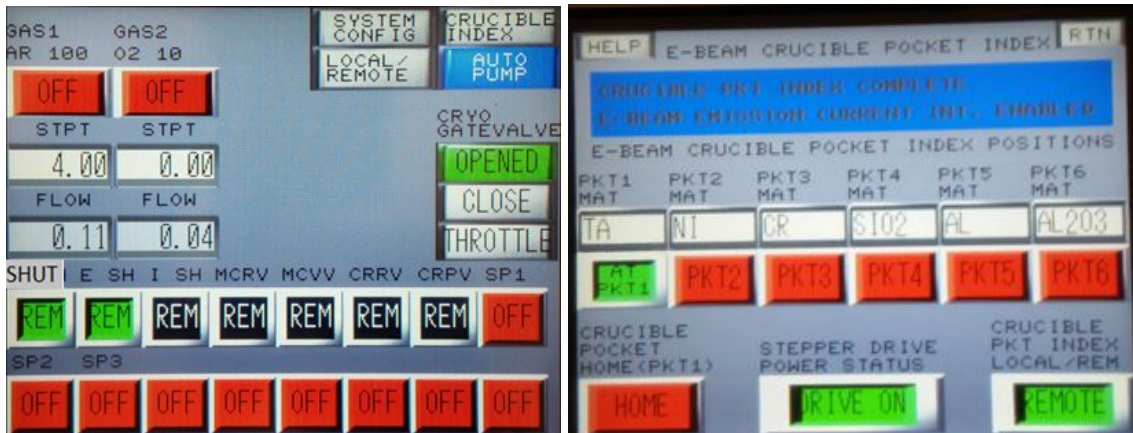 GAS1 GAS2
AR 100 O2 10
OFF OFF
STPT STPT
4.00 0.00
FLOW FLOW
0.11 0.04
SYSTEM CONFIG
CRUCIBLE INDEX
LOCAL/ REMOTE
AUTO PUMP
CRYO
GATEVALVE
OPENED
CLOSE
THROTTLE
SHUT E SH I SH MCRV MCVV CRRV CRPV SP1
REM REM REM REM REM REM REM OFF
SP2 SP3
OFF OFF OFF OFF OFF OFF OFF OFF
HELP E-BEAM CRUCIBLE POCKET INDEX RTN
CRUCIBLE PKT INDEX COMPLETE
E-BEAM EMISSION CURRENT INT. ENABLED
E-BEAM CRUCIBLE POCKET INDEX POSITIONS
PKT1 PKT2 PKT3 PKT4 PKT5 PKT6
MAT MAT MAT MAT MAT MAT
TA NI CR SIO2 AL AL2O3
AT PKT1 PKT2 PKT3 PKT4 PKT5 PKT6
CRUCIBLE
POCKET
HOME(PKT1)
HOME
STEPPER DRIVE
POWER STATUS
DRIVE ON
CRUCIBLE
PKT INDEX
LOCAL/REM
REMOTE